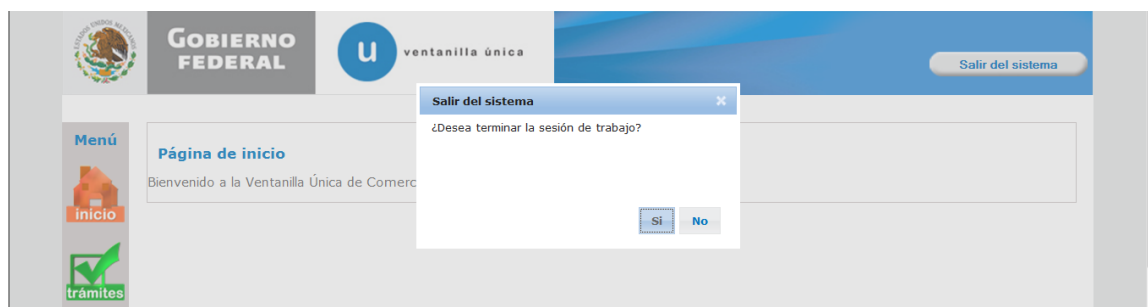 ESTADOS UNIDOS MEXICANOS
GOBIERNO
FEDERAL
u
ventanilla única
Salir del sistema
Salir del sistema
×
¿Desea terminar la sesión de trabajo?
Menú
Página de inicio
Bienvenido a la Ventanilla Única de Comerc
inicio
Si
No
trámites